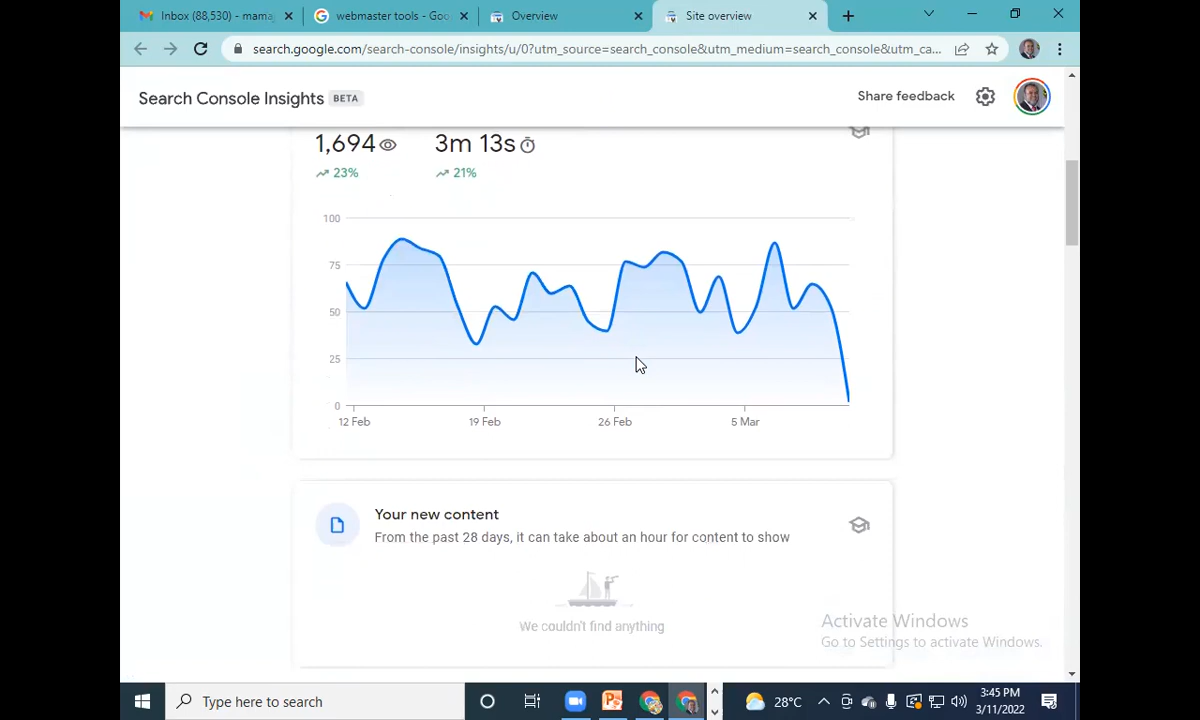 Inbox (88,530) - mama
webmaster tools - Goo
Overview
Site overview
search.google.com/search-console/insights/u/0?utm_source=search_console&utm_medium=search_console&utm_ca...
Search Console Insights BETA
Share feedback
1,694 3m 13s
23% 21%
100
75
50
25
0
12 Feb 19 Feb 26 Feb 5 Mar
Your new content
From the past 28 days, it can take about an hour for content to show
We couldn't find anything
Activate Windows
Go to Settings to activate Windows.
Type here to search
28°C
3:45 PM
3/11/2022